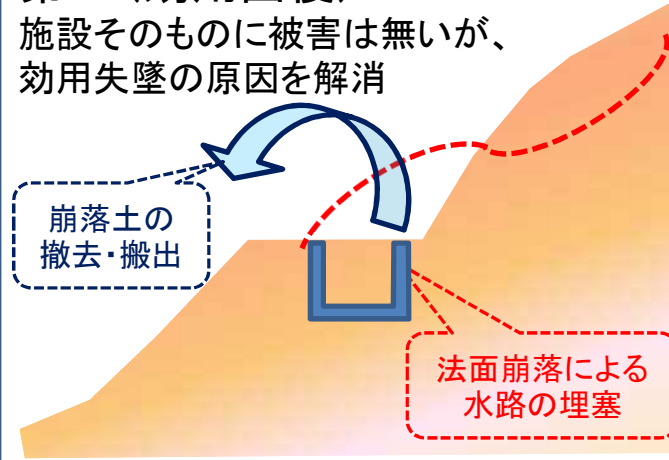 施設そのものに被害は無いが、
効用失墜の原因を解消
崩落土の
撤去・搬出
法面崩落による
水路の埋塞